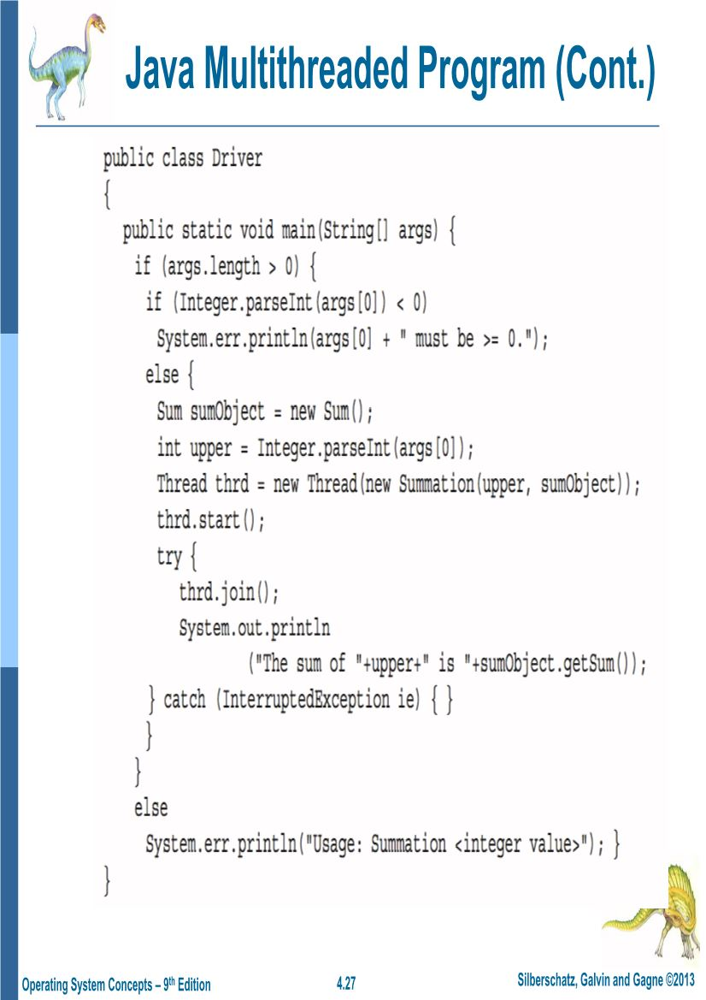 Java Multithreaded Program (Cont.)
public class Driver
{
public static void main(String[] args) {
if (args.length > 0) {
if (Integer.parseInt(args[0]) < 0)
System.err.println(args[0] + " must be >= 0.");
else {
Sum sumObject = new Sum();
int upper = Integer.parseInt(args[0]);
Thread thrd = new Thread(new Summation(upper, sumObject));
thrd.start();
try {
thrd.join();
System.out.println
("The sum of "+upper+" is "+sumObject.getSum());
} catch (InterruptedException ie) { }
}
}
else
System.err.println("Usage: Summation <integer value>"); }
}
Operating System Concepts – 9th Edition
4.27
Silberschatz, Galvin and Gagne ©2013